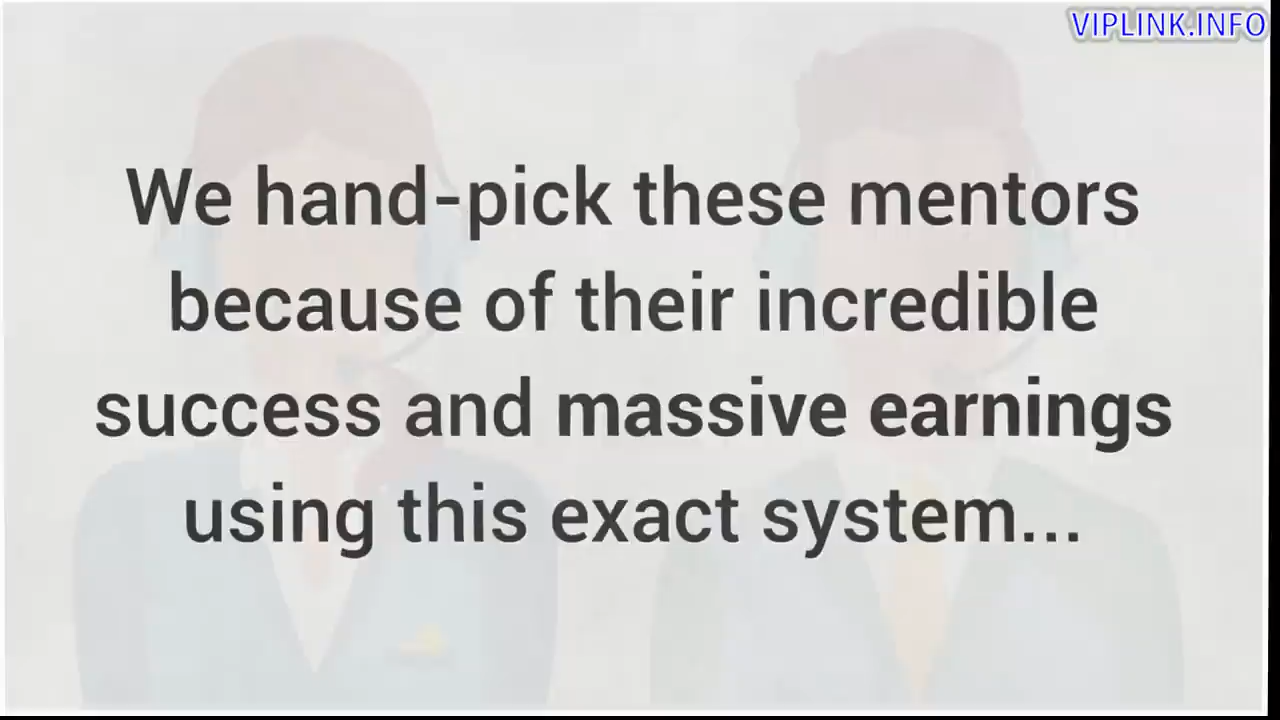 VIPLINK.INFO
We hand-pick these mentors
because of their incredible
success and massive earnings
using this exact system...